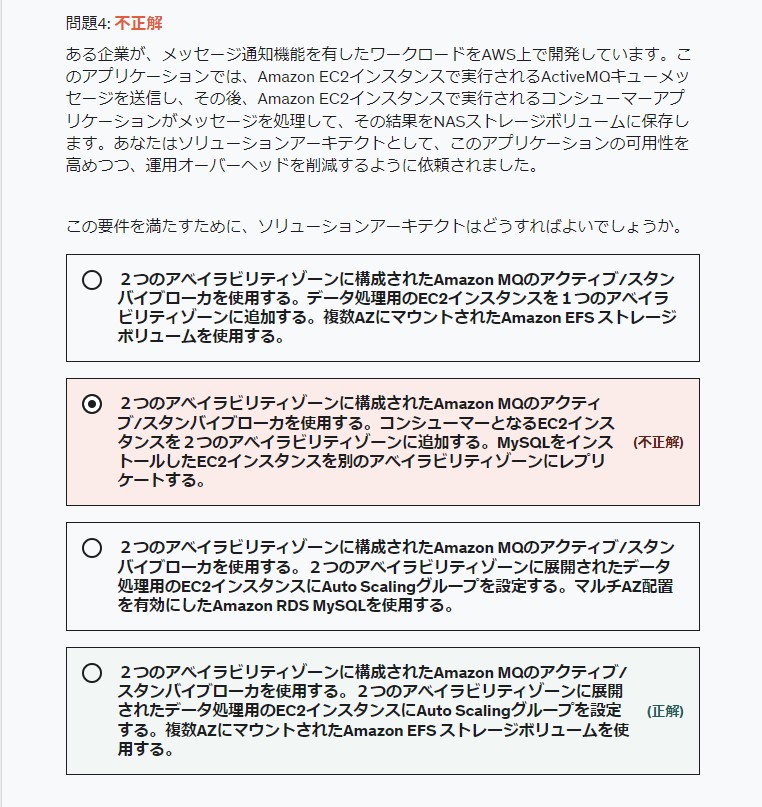 問題4: 不正解
ある企業が、メッセージ通知機能を有したワークロードをAWS上で開発しています。こ
のアプリケーションでは、Amazon EC2インスタンスで実行されるActiveMQキューメッ
セージを送信し、その後、Amazon EC2インスタンスで実行されるコンシューマーアプ
リケーションがメッセージを処理して、その結果をNASストレージボリュームに保存し
ます。あなたはソリューションアーキテクトとして、このアプリケーションの可用性を
高めつつ、運用オーバーヘッドを削減するように依頼されました。
この要件を満たすために、ソリューションアーキテクトはどうすればよいでしょうか。
２つのアベイラビリティゾーンに構成されたAmazon MQのアクティブ/スタン
バイブローカを使用する。データ処理用のEC2インスタンスを１つのアベイラ
ビリティゾーンに追加する。複数AZにマウントされたAmazon EFS ストレージ
ボリュームを使用する。
２つのアベイラビリティゾーンに構成されたAmazon MQのアクティ
ブ/スタンバイブローカを使用する。コンシューマーとなるEC2インス
タンスを２つのアベイラビリティゾーンに追加する。MySQLをインス
トールしたEC2インスタンスを別のアベイラビリティゾーンにレプリ
ケートする。
(不正解)
２つのアベイラビリティゾーンに構成されたAmazon MQのアクティブ/スタン
バイブローカを使用する。２つのアベイラビリティゾーンに展開されたデータ
処理用のEC2インスタンスにAuto Scalingグループを設定する。マルチAZ配置
を有効にしたAmazon RDS MySQLを使用する。
２つのアベイラビリティゾーンに構成されたAmazon MQのアクティブ/
スタンバイブローカを使用する。２つのアベイラビリティゾーンに展開
されたデータ処理用のEC2インスタンスにAuto Scalingグループを設定
する。複数AZにマウントされたAmazon EFS ストレージボリュームを使
用する。
(正解)